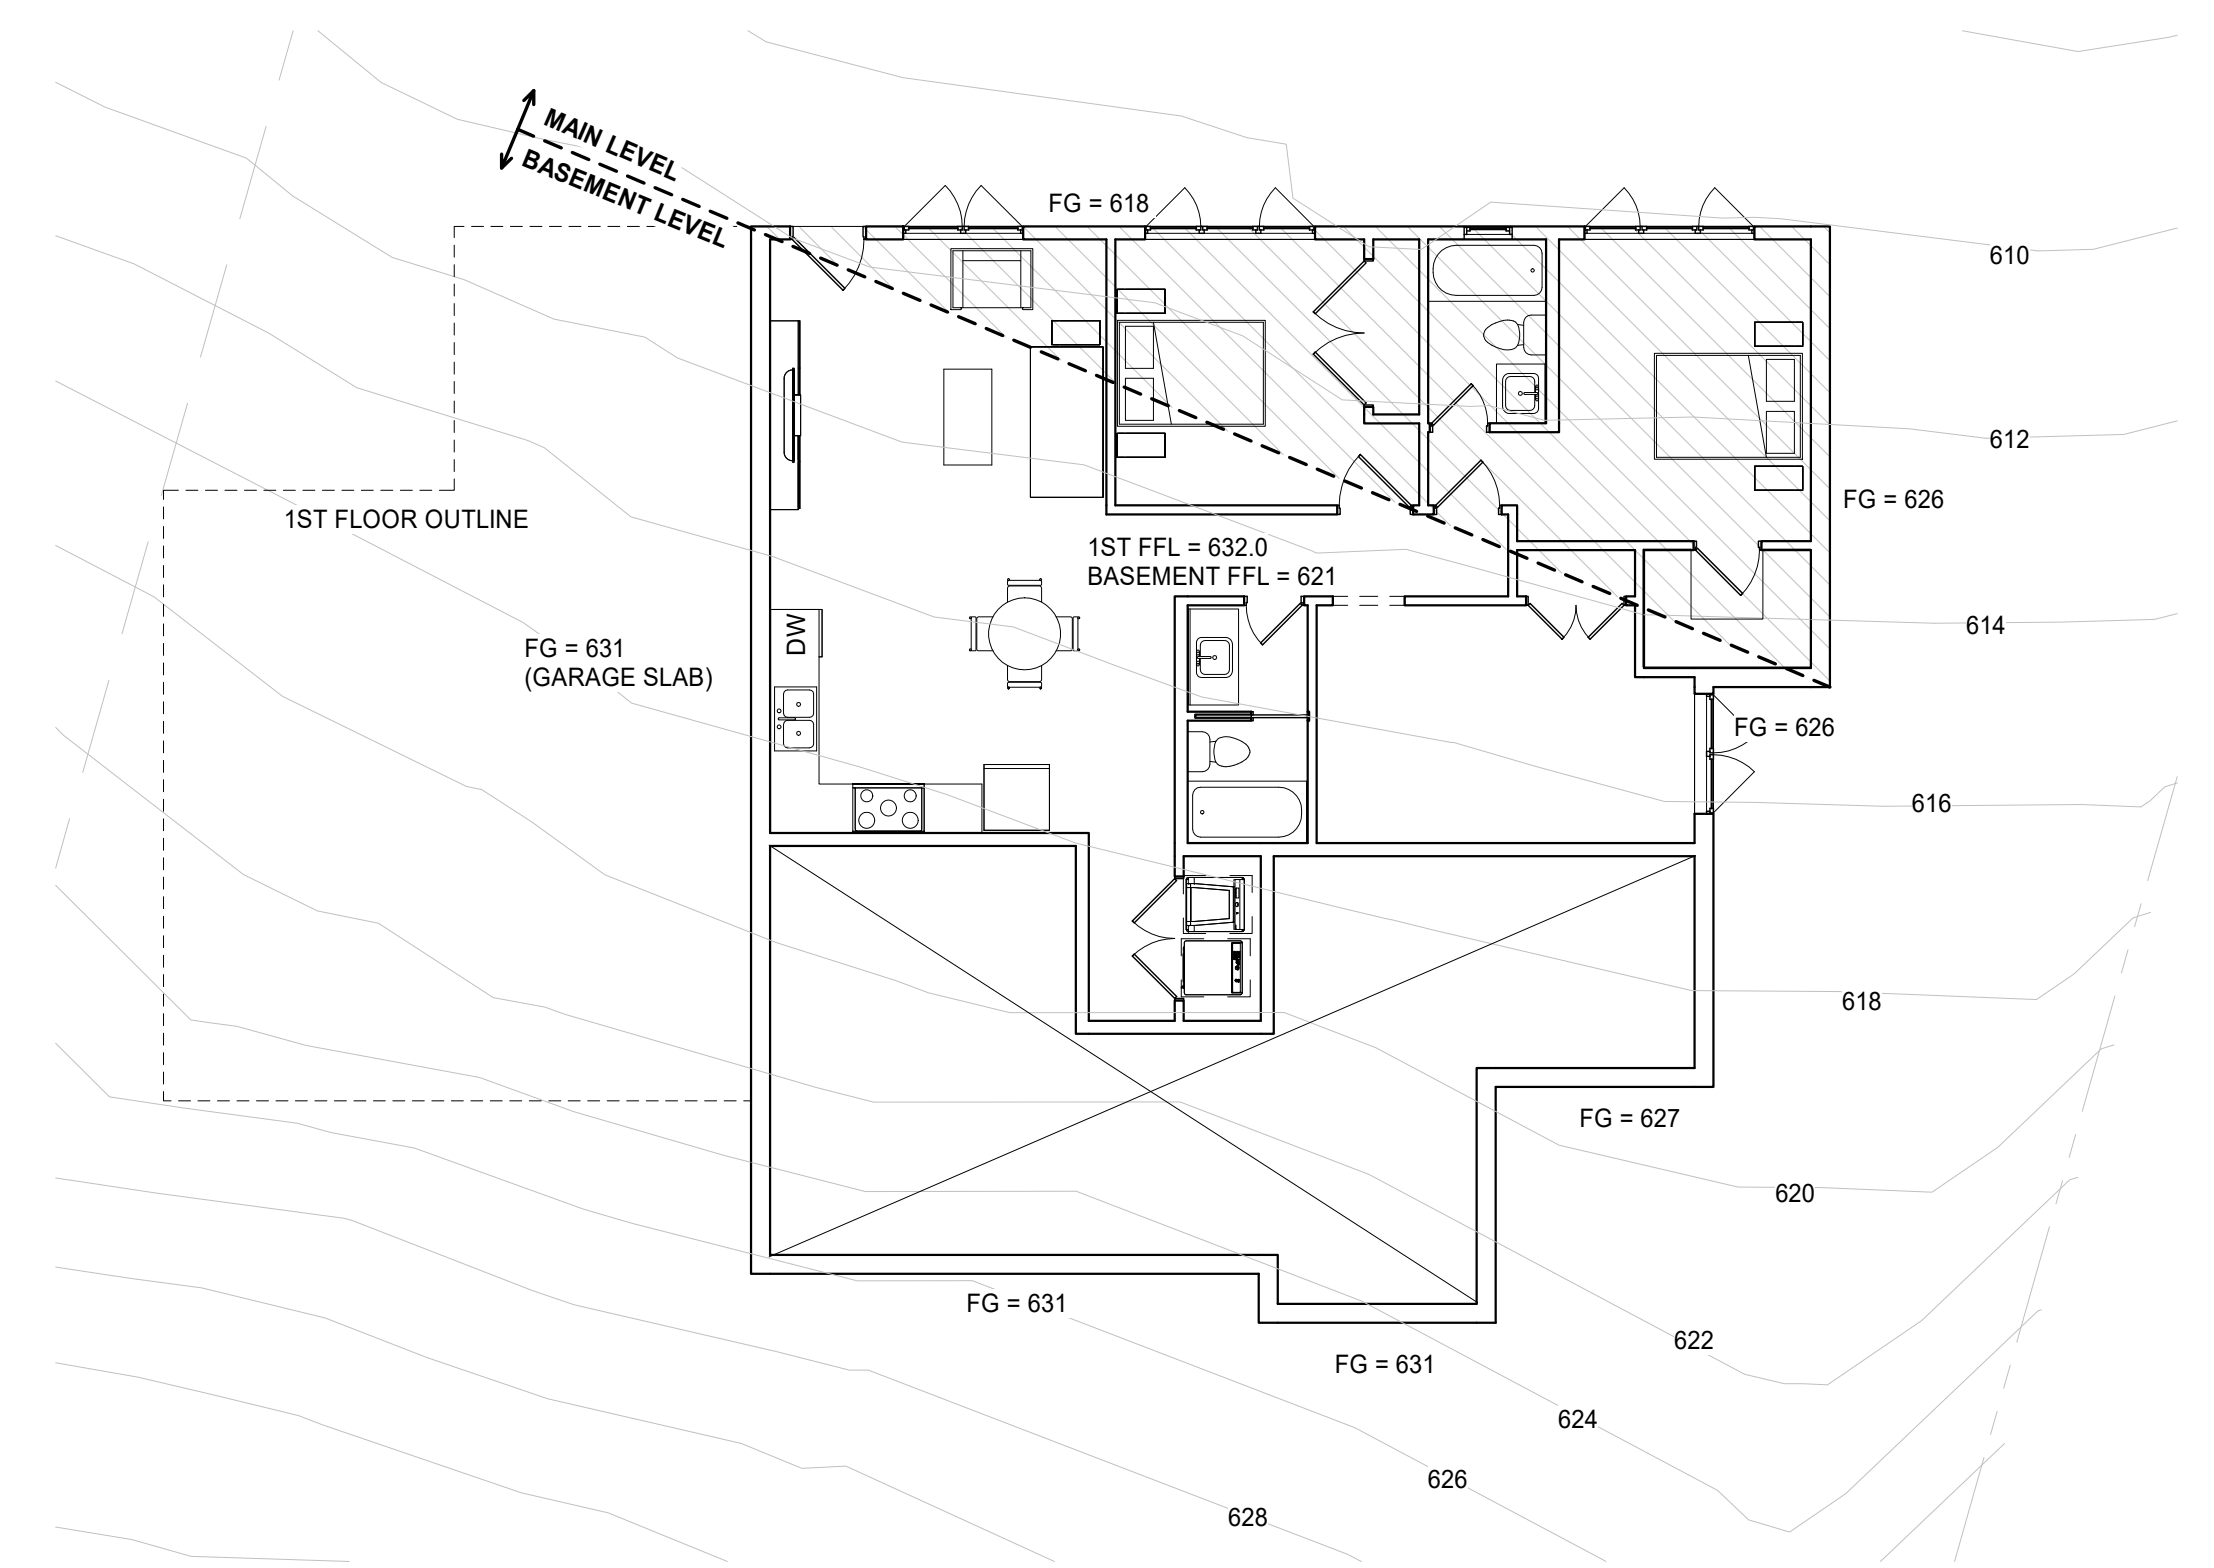 MAIN LEVEL
BASEMENT LEVEL
FG = 618
610
612
FG = 626
1ST FLOOR OUTLINE
1ST FFL = 632.0
BASEMENT FFL = 621
614
DW
FG = 631
(GARAGE SLAB)
FG = 626
616
618
FG = 627
620
FG = 631
622
FG = 631
624
626
628